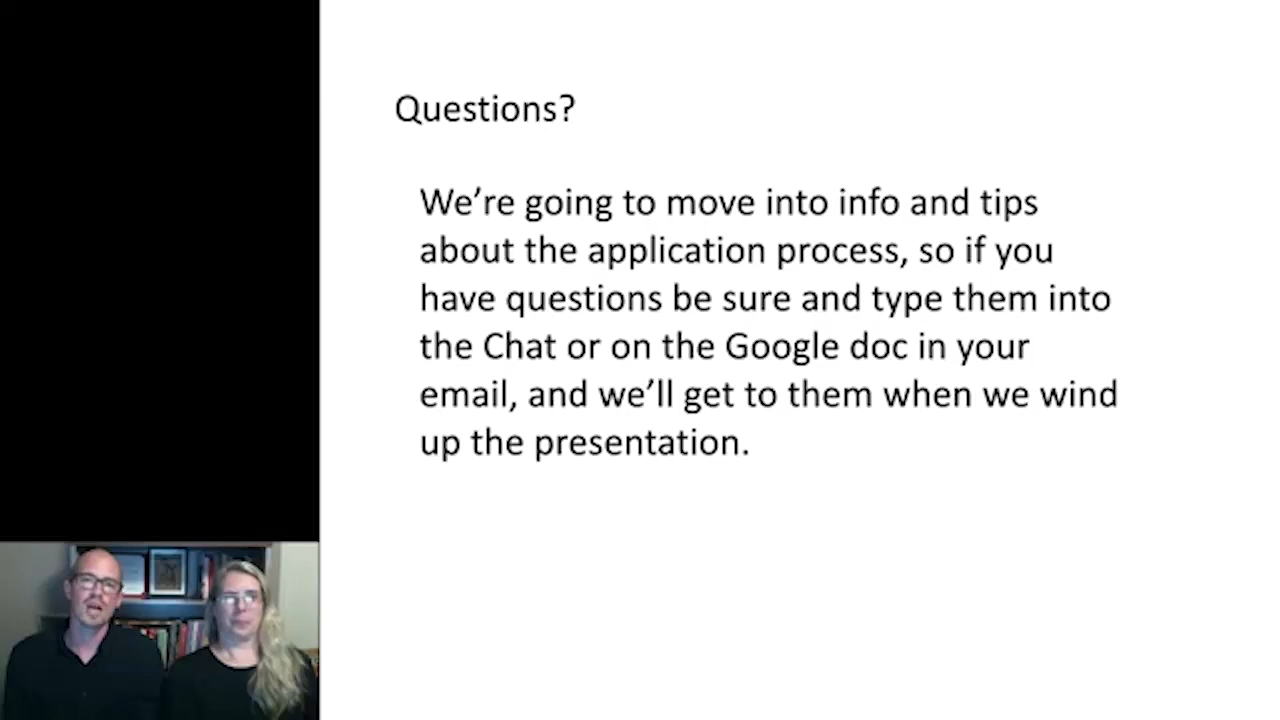 Questions?
We’re going to move into info and tips
about the application process, so if you
have questions be sure and type them into
the Chat or on the Google doc in your
email, and we’ll get to them when we wind
up the presentation.